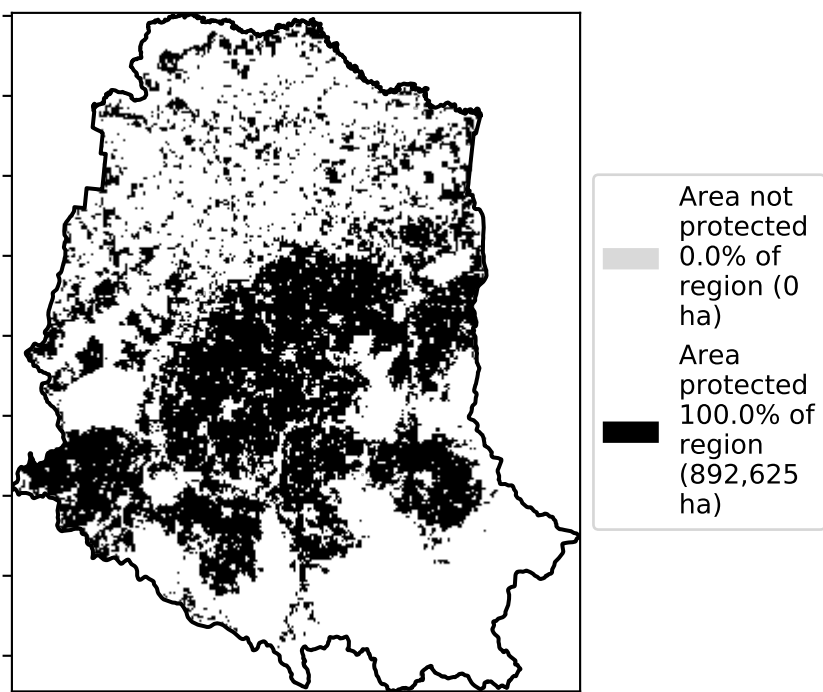 Area not
protected
0.0% of
region (0
ha)
Area
protected
100.0% of
region
(892,625
ha)